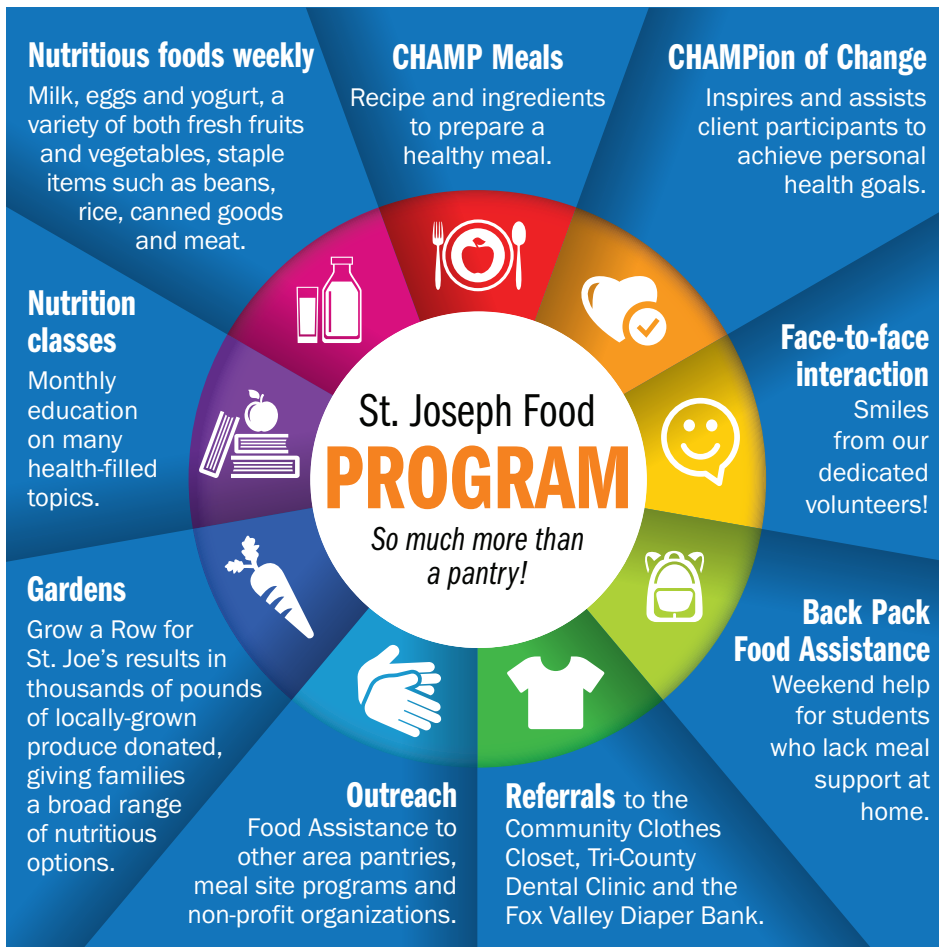 Nutritious foods weekly
Milk, eggs and yogurt, a
variety of both fresh fruits
and vegetables, staple
items such as beans,
rice, canned goods
and meat.
CHAMP Meals
Recipe and ingredients
to prepare a
healthy meal.
CHAMPion of Change
Inspires and assists
client participants to
achieve personal
health goals.
Nutrition
classes
Monthly
education
on many
health-filled
topics.
St. Joseph Food
PROGRAM
So much more than
a pantry!
Face-to-face
interaction
Smiles
from our
dedicated
volunteers!
Gardens
Grow a Row for
St. Joe's results in
thousands of pounds
of locally-grown
produce donated,
giving families
a broad range
of nutritious
options.
Back Pack
Food Assistance
Weekend help
for students
who lack meal
support at
home.
Outreach
Food Assistance to
other area pantries,
meal site programs and
non-profit organizations.
Referrals to the
Community Clothes
Closet, Tri-County
Dental Clinic and the
Fox Valley Diaper Bank.